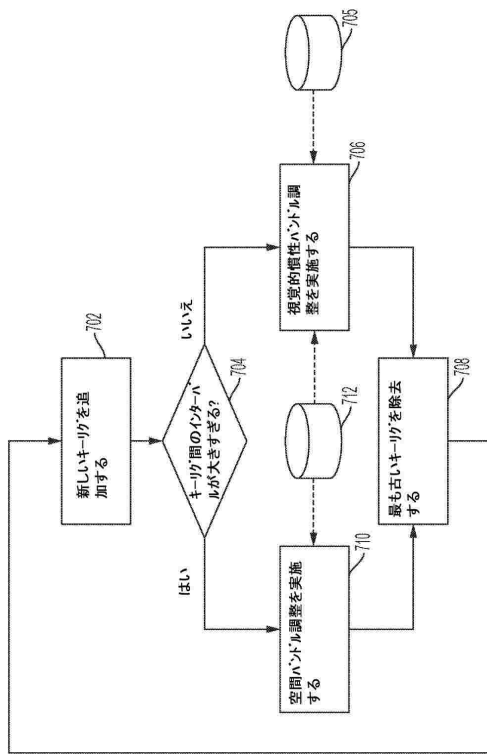 702
新しいキーリグを追
加する
704
キーリグ間のインターバ
ルが大きすぎる?
はい
いいえ
710
空間バンドル調整を実施
する
712
706
視覚的慣性バンドル調
整を実施する
705
708
最も古いキーリグを除去
する